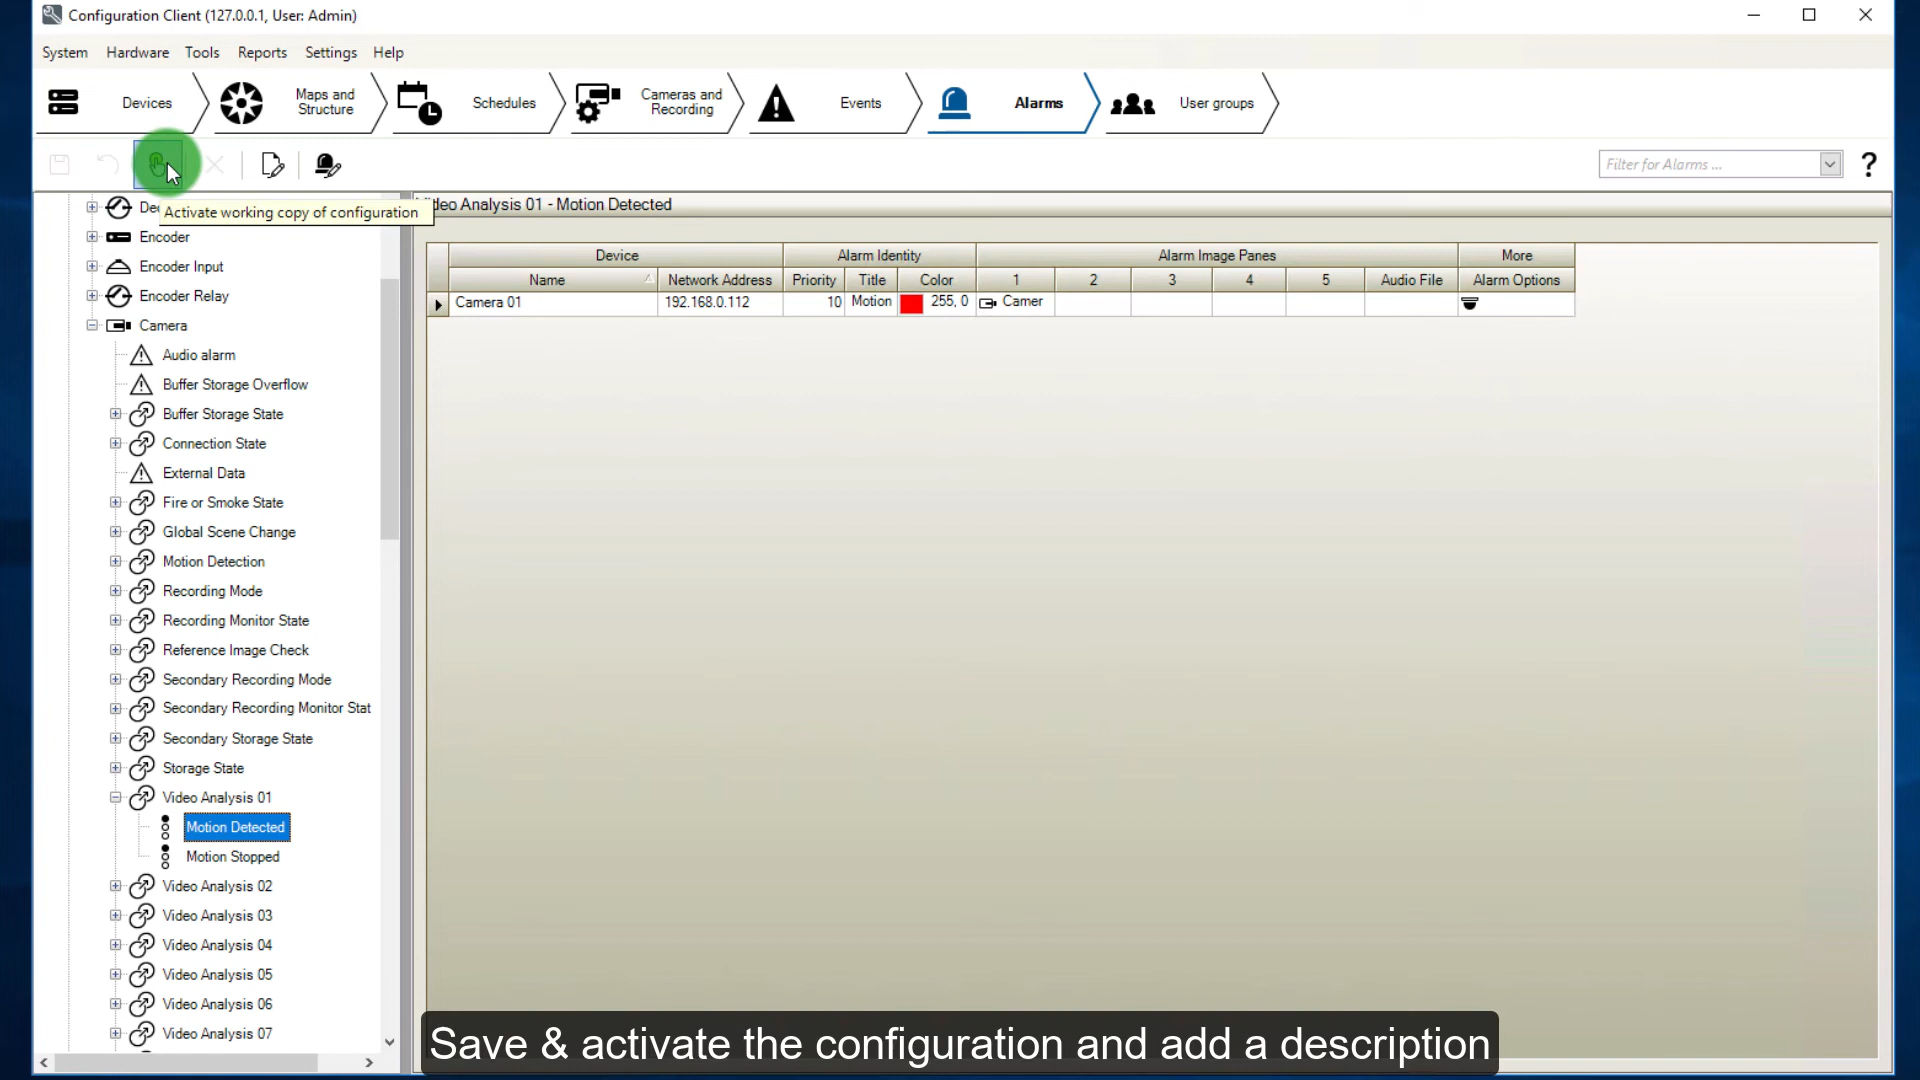 Configuration Client (127.0.0.1, User: Admin)
System Hardware Tools Reports Settings Help
Devices
Maps and
Structure
Schedules
Cameras and
Recording
Events
Alarms
User groups
Filter for Alarms ...
?
Activate working copy of configuration
Video Analysis 01 - Motion Detected
Encoder
Encoder Input
Encoder Relay
Camera
Audio alarm
Buffer Storage Overflow
Buffer Storage State
Connection State
External Data
Fire or Smoke State
Global Scene Change
Motion Detection
Recording Mode
Recording Monitor State
Reference Image Check
Secondary Recording Mode
Secondary Recording Monitor Stat
Secondary Storage State
Storage State
Video Analysis 01
Motion Detected
Motion Stopped
Video Analysis 02
Video Analysis 03
Video Analysis 04
Video Analysis 05
Video Analysis 06
Video Analysis 07
Device Alarm Identity Alarm Image Panes More
Name Network Address Priority Title Color 1 2 3 4 5 Audio File Alarm Options
Camera 01 192.168.0.112 10 Motion 255, 0 Camer
Save & activate the configuration and add a description